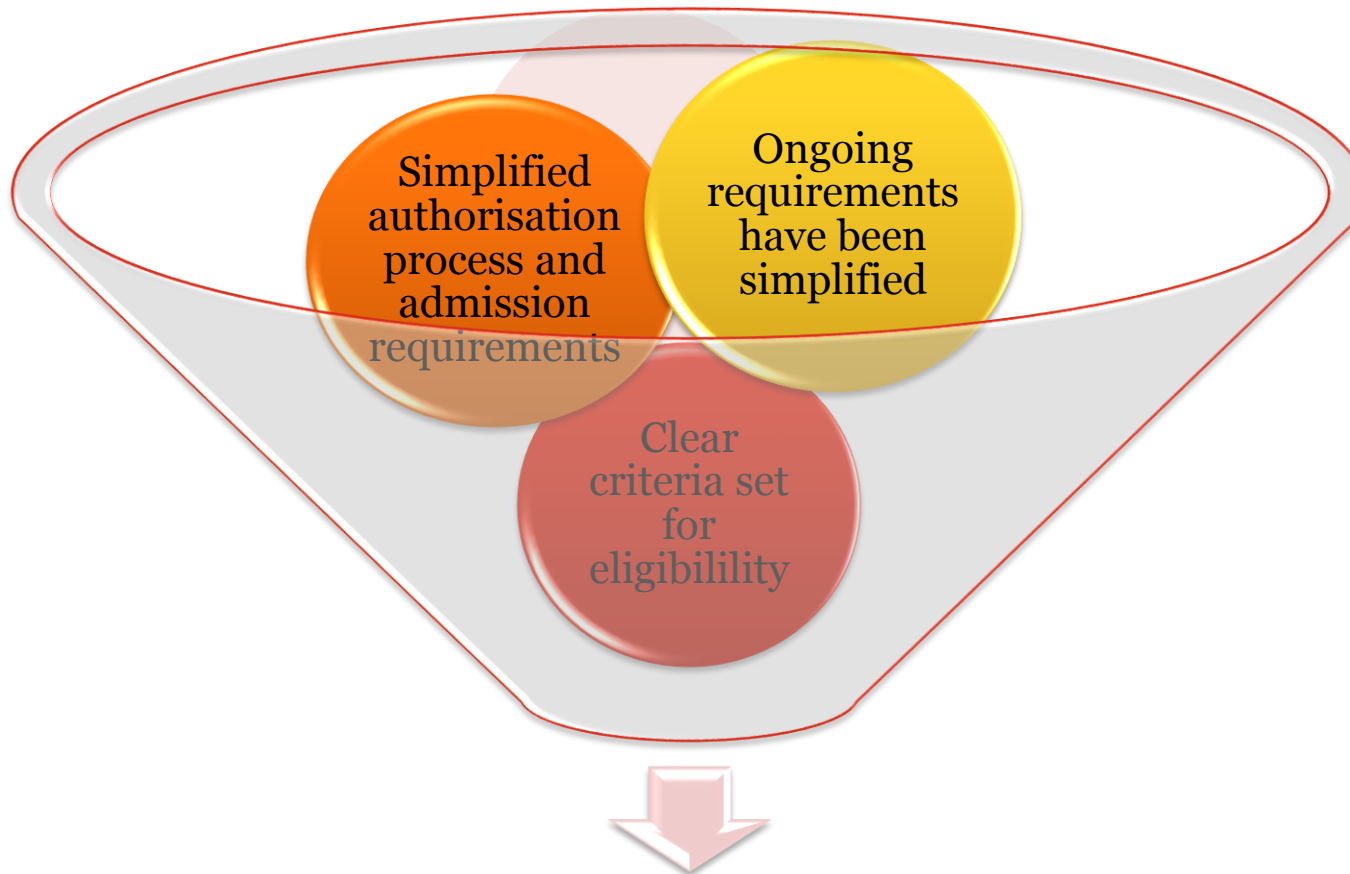 Simplified
authorisation
process and
admission
requirements
Ongoing
requirements
have been
simplified
Clear
criteria set
for
eligibilility